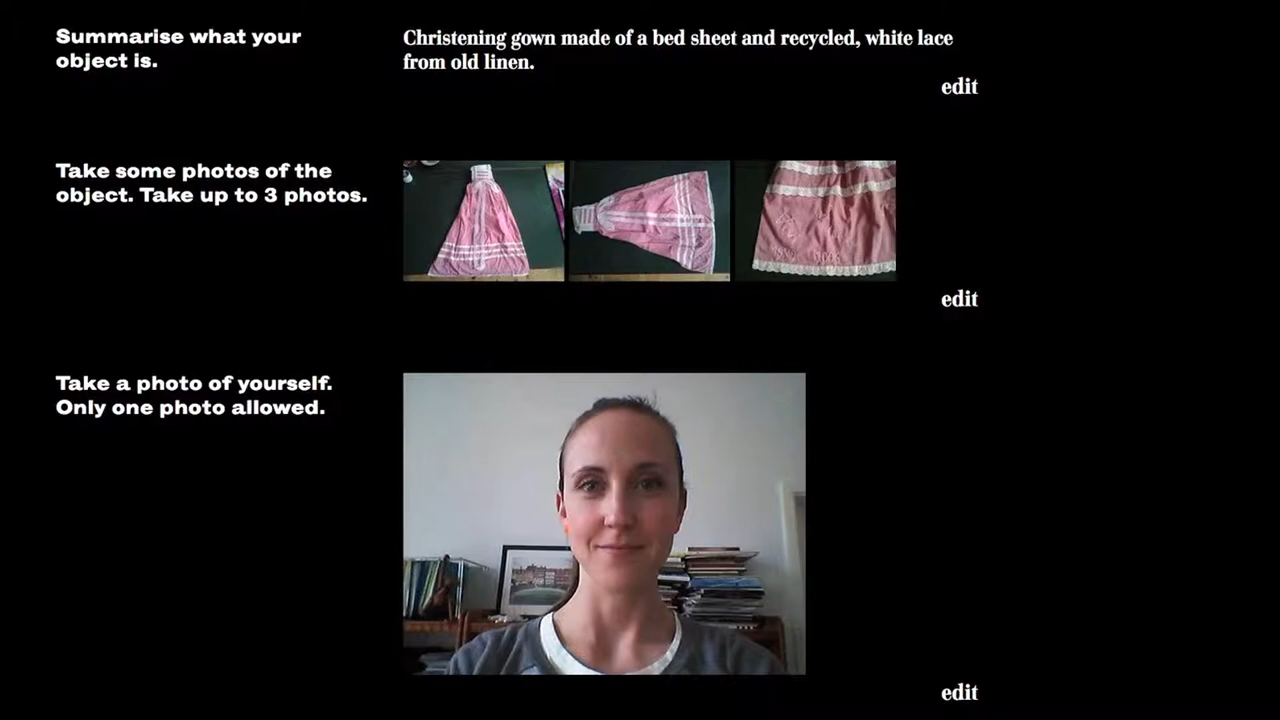 Summarise what your
object is.
Christening gown made of a bed sheet and recycled, white lace
from old linen.
edit
Take some photos of the
object. Take up to 3 photos.
edit
Take a photo of yourself.
Only one photo allowed.
edit